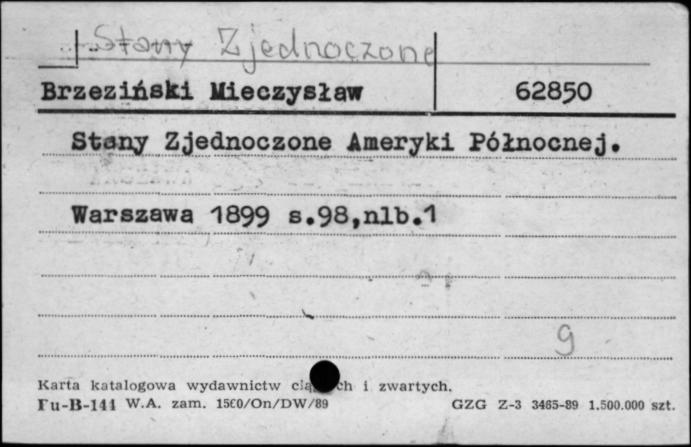 Stany Zjednoczone
Brzeziński Mieczysław 62850
Stany Zjednoczone Ameryki Północnej.
Warszawa 1899 s.98,nlb.1
9
Karta katalogowa wydawnictw ch i zwartych.
Fu-B-141 W.A. zam. 1500/On/DW/89 GZG Z-3 3465-89 1.500.000 szt.